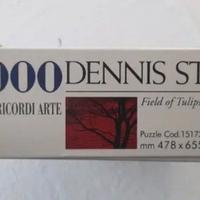 000 DENNIS ST
RICORDI ARTE
Field of Tulips
Puzzle Cod. 1517
mm 478 x 655